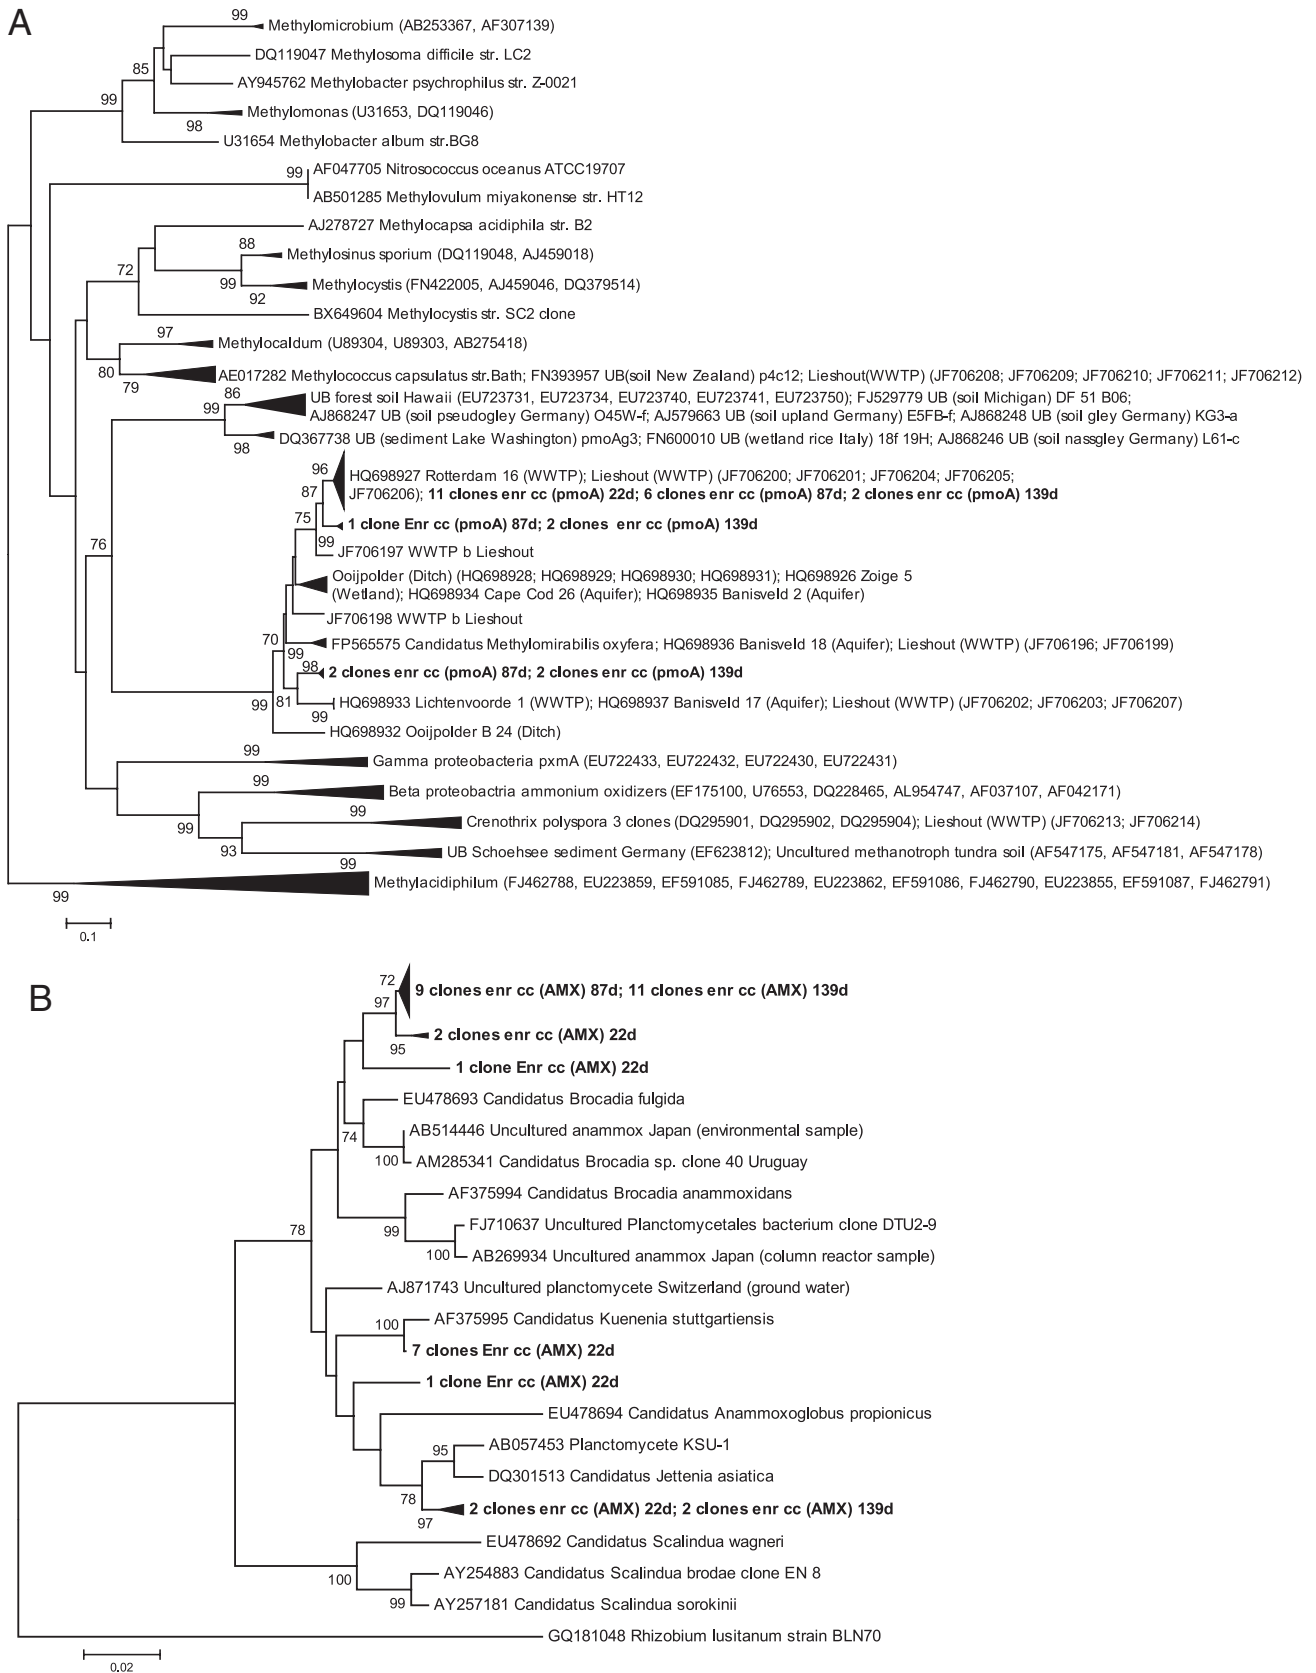 A
99
Methylomicrobium (AB253367, AF307139)
DQ119047 Methylosoma difficile str. LC2
85
AY945762 Methylobacter psychrophilus str. Z-0021
99
Methylomonas (U31653, DQ119046)
98
U31654 Methylobacter album str.BG8
AF047705 Nitrosococcus oceanus ATCC19707
99
AB501285 Methylovulum miyakonense str. HT12
AJ278727 Methylocapsa acidiphila str. B2
88
Methylosinus sporium (DQ119048, AJ459018)
72
99
Methylocystis (FN422005, AJ459046, DQ379514)
92
BX649604 Methylocystis str. SC2 clone
97
Methylocaldum (U89304, U89303, AB275418)
80
AE017282 Methylococcus capsulatus str.Bath; FN393957 UB(soil New Zealand) p4c12; Lieshout(WWTP) (JF706208; JF706209; JF706210; JF706211; JF706212)
79
86
UB forest soil Hawaii (EU723731, EU723734, EU723740, EU723741, EU723750); FJ529779 UB (soil Michigan) DF 51 B06;
99
AJ868247 UB (soil pseudogley Germany) O45W-f; AJ579663 UB (soil upland Germany) E5FB-f; AJ868248 UB (soil gley Germany) KG3-a
DQ367738 UB (sediment Lake Washington) pmoAg3; FN600010 UB (wetland rice Italy) 18f 19H; AJ868246 UB (soil nassgley Germany) L61-c
98
96
HQ698927 Rotterdam 16 (WWTP); Lieshout (WWTP) (JF706200; JF706201; JF706204; JF706205;
87
JF706206); 11 clones enr cc (pmoA) 22d; 6 clones enr cc (pmoA) 87d; 2 clones enr cc (pmoA) 139d
75
1 clone Enr cc (pmoA) 87d; 2 clones enr cc (pmoA) 139d
99
JF706197 WWTP b Lieshout
76
Ooijpolder (Ditch) (HQ698928; HQ698929; HQ698930; HQ698931); HQ698926 Zoige 5
(Wetland); HQ698934 Cape Cod 26 (Aquifer); HQ698935 Banisveld 2 (Aquifer)
JF706198 WWTP b Lieshout
70
FP565575 Candidatus Methylomirabilis oxyfera; HQ698936 Banisveld 18 (Aquifer); Lieshout (WWTP) (JF706196; JF706199)
99
98
2 clones enr cc (pmoA) 87d; 2 clones enr cc (pmoA) 139d
99
81
HQ698933 Lichtenvoorde 1 (WWTP); HQ698937 Banisveld 17 (Aquifer); Lieshout (WWTP) (JF706202; JF706203; JF706207)
99
HQ698932 Ooijpolder B 24 (Ditch)
99
Gamma proteobacteria pxmA (EU722433, EU722432, EU722430, EU722431)
99
Beta proteobactria ammonium oxidizers (EF175100, U76553, DQ228465, AL954747, AF037107, AF042171)
99
99
Crenothrix polyspora 3 clones (DQ295901, DQ295902, DQ295904); Lieshout (WWTP) (JF706213; JF706214)
93
UB Schoehsee sediment Germany (EF623812); Uncultured methanotroph tundra soil (AF547175, AF547181, AF547178)
99
Methylacidiphilum (FJ462788, EU223859, EF591085, FJ462789, EU223862, EF591086, FJ462790, EU223855, EF591087, FJ462791)
99
0.1
B
72
9 clones enr cc (AMX) 87d; 11 clones enr cc (AMX) 139d
97
2 clones enr cc (AMX) 22d
95
1 clone Enr cc (AMX) 22d
EU478693 Candidatus Brocadia fulgida
74
AB514446 Uncultured anammox Japan (environmental sample)
100
AM285341 Candidatus Brocadia sp. clone 40 Uruguay
AF375994 Candidatus Brocadia anammoxidans
99
FJ710637 Uncultured Planctomycetales bacterium clone DTU2-9
78
100
AB269934 Uncultured anammox Japan (column reactor sample)
AJ871743 Uncultured planctomycete Switzerland (ground water)
100
AF375995 Candidatus Kuenenia stuttgartiensis
7 clones Enr cc (AMX) 22d
1 clone Enr cc (AMX) 22d
EU478694 Candidatus Anammoxoglobus propionicus
95
AB057453 Planctomycete KSU-1
DQ301513 Candidatus Jettenia asiatica
78
2 clones enr cc (AMX) 22d; 2 clones enr cc (AMX) 139d
97
EU478692 Candidatus Scalindua wagneri
100
AY254883 Candidatus Scalindua brodae clone EN 8
99
AY257181 Candidatus Scalindua sorokinii
GQ181048 Rhizobium lusitanum strain BLN70
0.02